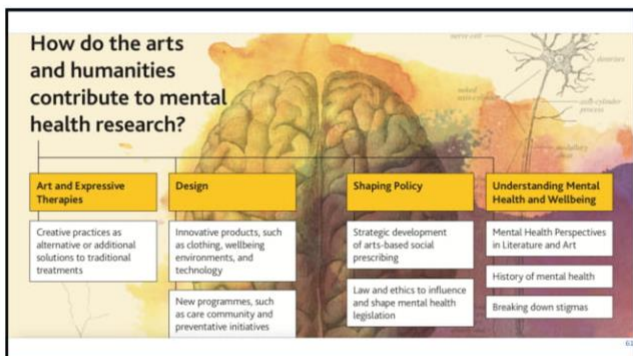 How do the arts
and humanities
contribute to mental
health research?
nerve cell
dendrites
process
Art and Expressive
Therapies
Creative practices as
alternative or additional
solutions to traditional
treatments
Design
Innovative products, such
as clothing, wellbeing
environments, and
technology
New programmes, such
as care community and
preventative initiatives
Shaping Policy
Strategic development
of arts-based social
prescribing
Law and ethics to influence
and shape mental health
legislation
Understanding Mental
Health and Wellbeing
Mental Health Perspectives
in Literature and Art
History of mental health
Breaking down stigmas